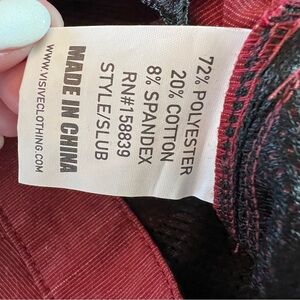 72% POLYESTER
20% COTTON
8% SPANDEX
RN#158839
STYLE/SLUB
MADE IN CHINA
WWW.VISIVECLOTHING.COM